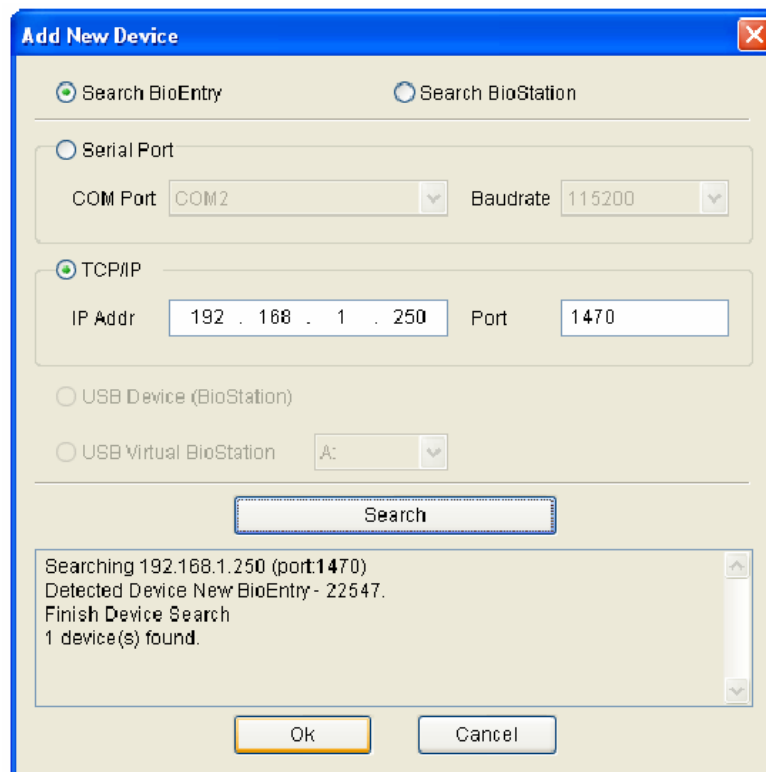 Add New Device
Search BioEntry Search BioStation
Serial Port
COM Port COM2 Baudrate 115200
TCP/IP
IP Addr 192 . 168 . 1 . 250 Port 1470
USB Device (BioStation)
USB Virtual BioStation A:
Search
Searching 192.168.1.250 (port:1470)
Detected Device New BioEntry - 22547.
Finish Device Search
1 device(s) found.
Ok Cancel